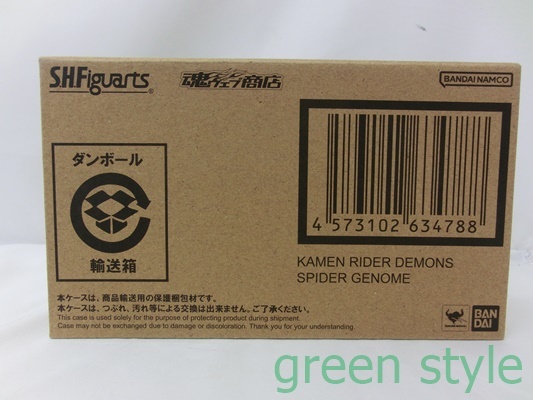 S.H.Figuarts
魂ウェブ商店
BANDAI NAMCO
ダンボール
輸送箱
4 573102 634788
KAMEN RIDER DEMONS
SPIDER GENOME
本ケースは、商品輸送用の保護梱包材です。
本ケースは、つぶれ、汚れ等による交換は出来ません。ご了承ください。
This case is used solely for the purpose of protecting product during shipment.
Case may not be exchanged due to damage or discoloration. Thank you for your understanding.
BAN
DAI
green style